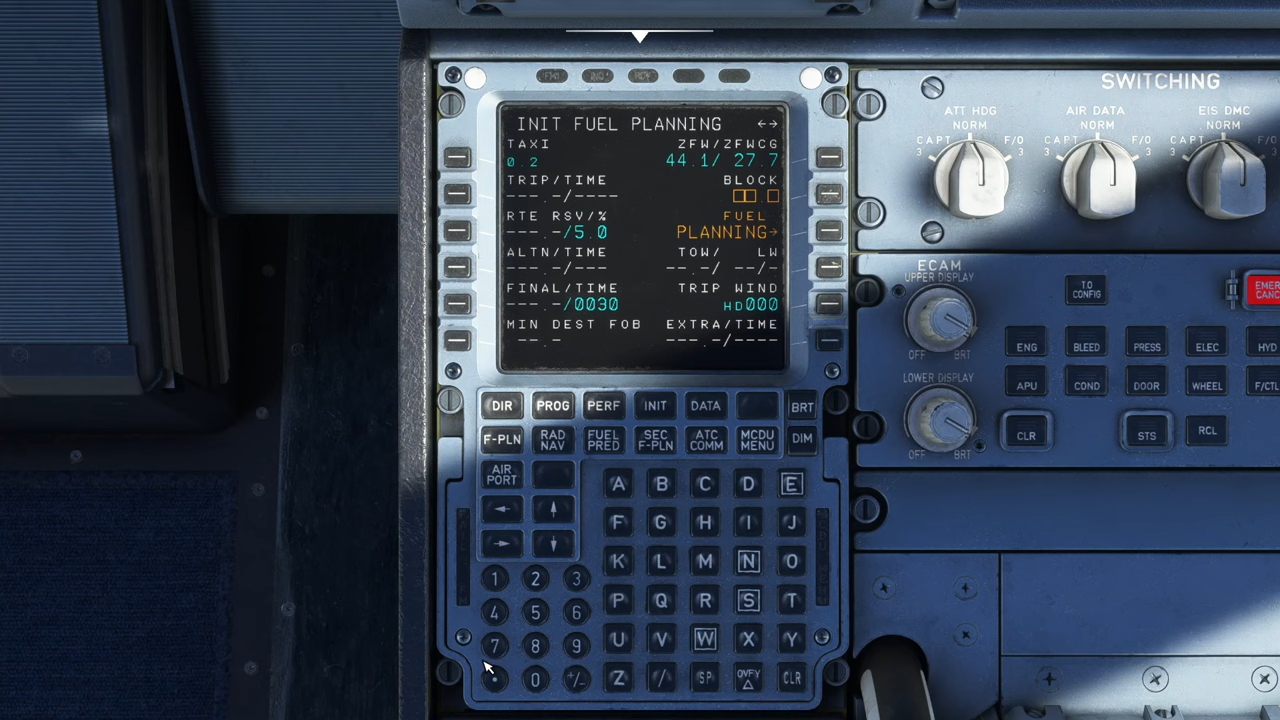 INIT FUEL PLANNING ←→
TAXI ZFW/ZFWCG
0.2 44.1/ 27.7
TRIP/TIME BLOCK
---.-/---- □□.□
RTE RSV/% FUEL
---.-/5.0 PLANNING→
ALTN/TIME TOW/ LW
--.-/---- --.-/ --/--
FINAL/TIME TRIP WIND
---.-/0030 HD000
MIN DEST FOB EXTRA/TIME
--.- ---.-/----
DIR PROG PERF INIT DATA BRT
F-PLN RAD NAV FUEL PRED SEC F-PLN ATC COMM MCDU MENU DIM
AIR PORT
← ↑
→ ↓
A B C D E
F G H I J
K L M N O
1 2 3 P Q R S T
4 5 6
7 8 9 U V W X Y
. 0 +/- Z / SP OVFY △ CLR
SWITCHING
ATT HDG AIR DATA EIS DMC
NORM NORM NORM
CAPT 3 F/O 3 CAPT 3 F/O 3 CAPT 3 F/O 3
ECAM
UPPER DISPLAY
OFF BRT
LOWER DISPLAY
OFF BRT
TO CONFIG
EMER CANC
ENG BLEED PRESS ELEC HYD
APU COND DOOR WHEEL F/CTL
CLR STS RCL